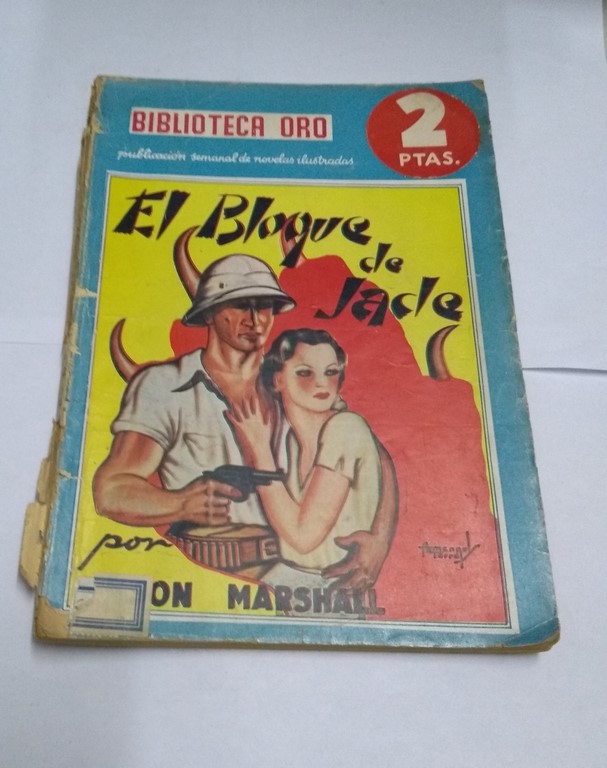 BIBLIOTECA ORO
publicación semanal de novelas ilustradas
2
PTAS.
El Bloque
de
Jade
por
ON MARSHALL